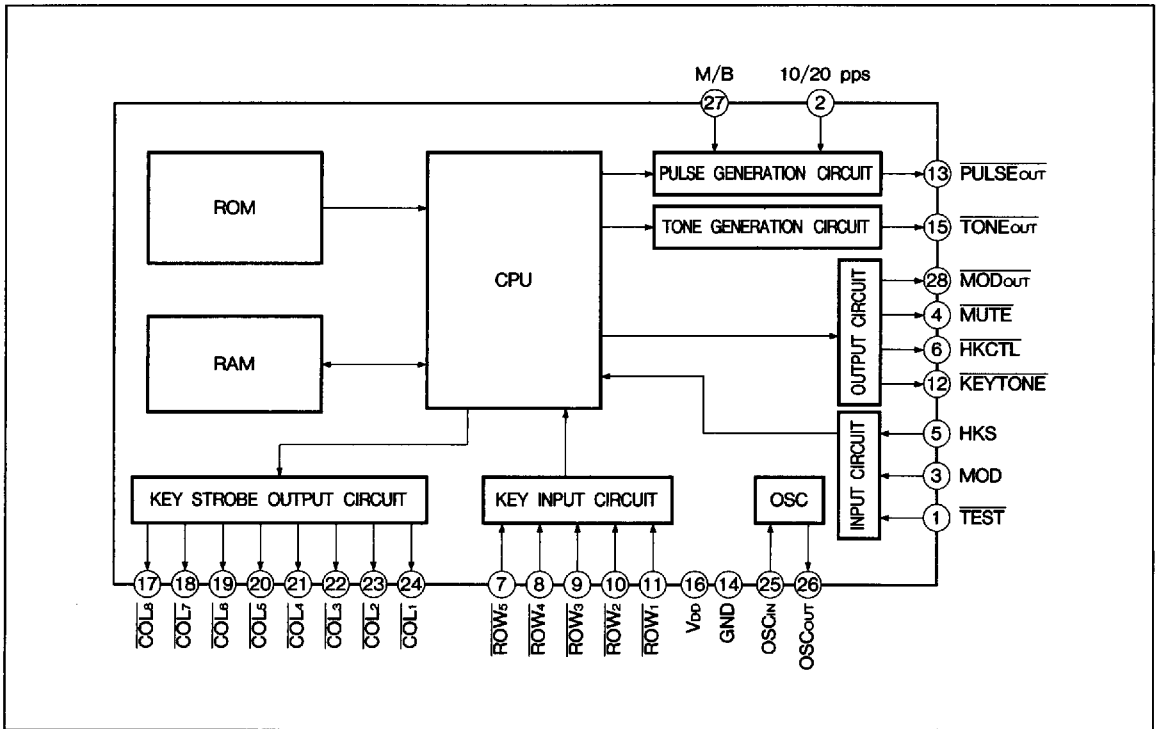 M/B
10/20 pps
27
2
ROM
CPU
PULSE GENERATION CIRCUIT
13
PULSEOUT
TONE GENERATION CIRCUIT
15
TONEOUT
OUTPUT CIRCUIT
28
MODOUT
4
MUTE
RAM
6
HKCTL
12
KEYTONE
INPUT CIRCUIT
5
HKS
3
MOD
1
TEST
KEY STROBE OUTPUT CIRCUIT
KEY INPUT CIRCUIT
OSC
17 18 19 20 21 22 23 24 7 8 9 10 11 16 14 25 26
COL8
COL7
COL6
COL5
COL4
COL3
COL2
COL1
ROW5
ROW4
ROW3
ROW2
ROW1
VDD
GND
OSCIN
OSCOUT